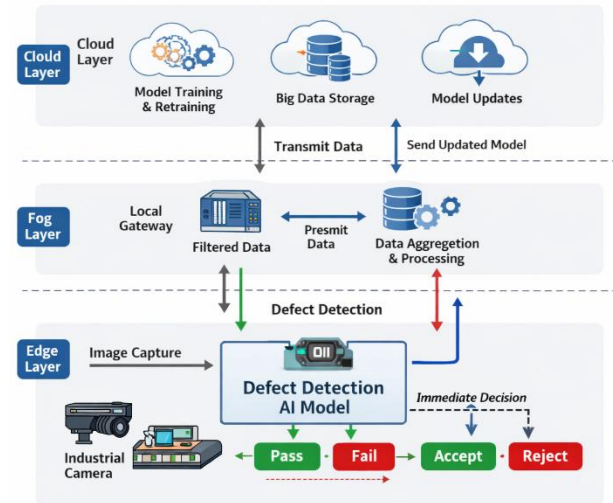 Clould Layer
Cloud Layer
Model Training
& Retraining
Big Data Storage
Model Updates
Transmit Data
Send Updated Model
Fog Layer
Local Gateway
Filtered Data
Presmit Data
Data Aggregetion
& Processing
Defect Detection
Edge Layer
Image Capture
Defect Detection
AI Model
Immediate Decision
Industrial
Camera
Pass
Fail
Accept
Reject